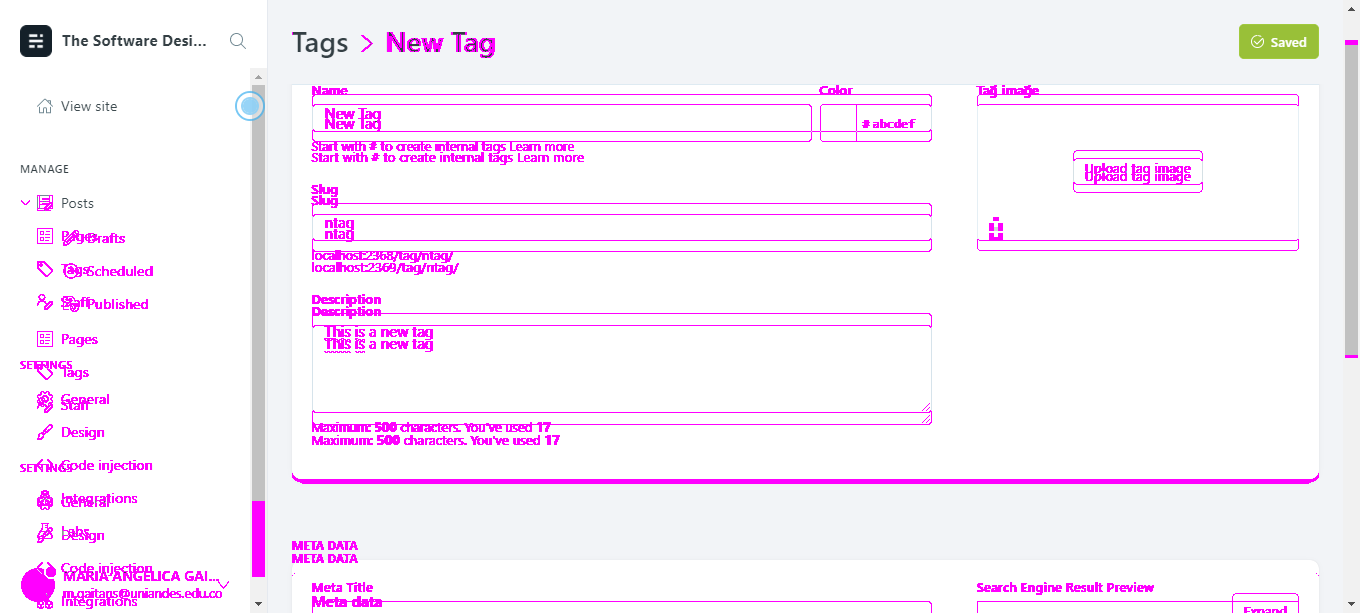 The Software Desi...
View site
MANAGE
Posts
Pages
Drafts
Tags
Scheduled
Staff
Published
Pages
SETTINGS
Tags
General
Staff
Design
Code injection
SETTINGS
Integrations
General
Labs
Design
Code injection
MARIA ANGELICA GAI...
m.gaitans@uniandes.edu.co
Integrations
Tags > New Tag
Saved
Name
Color
New Tag
New Tag
# abcdef
Start with # to create internal tags Learn more
Start with # to create internal tags Learn more
Slug
Slug
ntag
ntag
localhost:2368/tag/ntag/
localhost:2369/tag/ntag/
Description
Description
This is a new tag
This is a new tag
Maximum: 500 characters. You've used 17
Maximum: 500 characters. You've used 17
Tag image
Upload tag image
Upload tag image
META DATA
META DATA
Meta Title
Meta data
Search Engine Result Preview
Expand